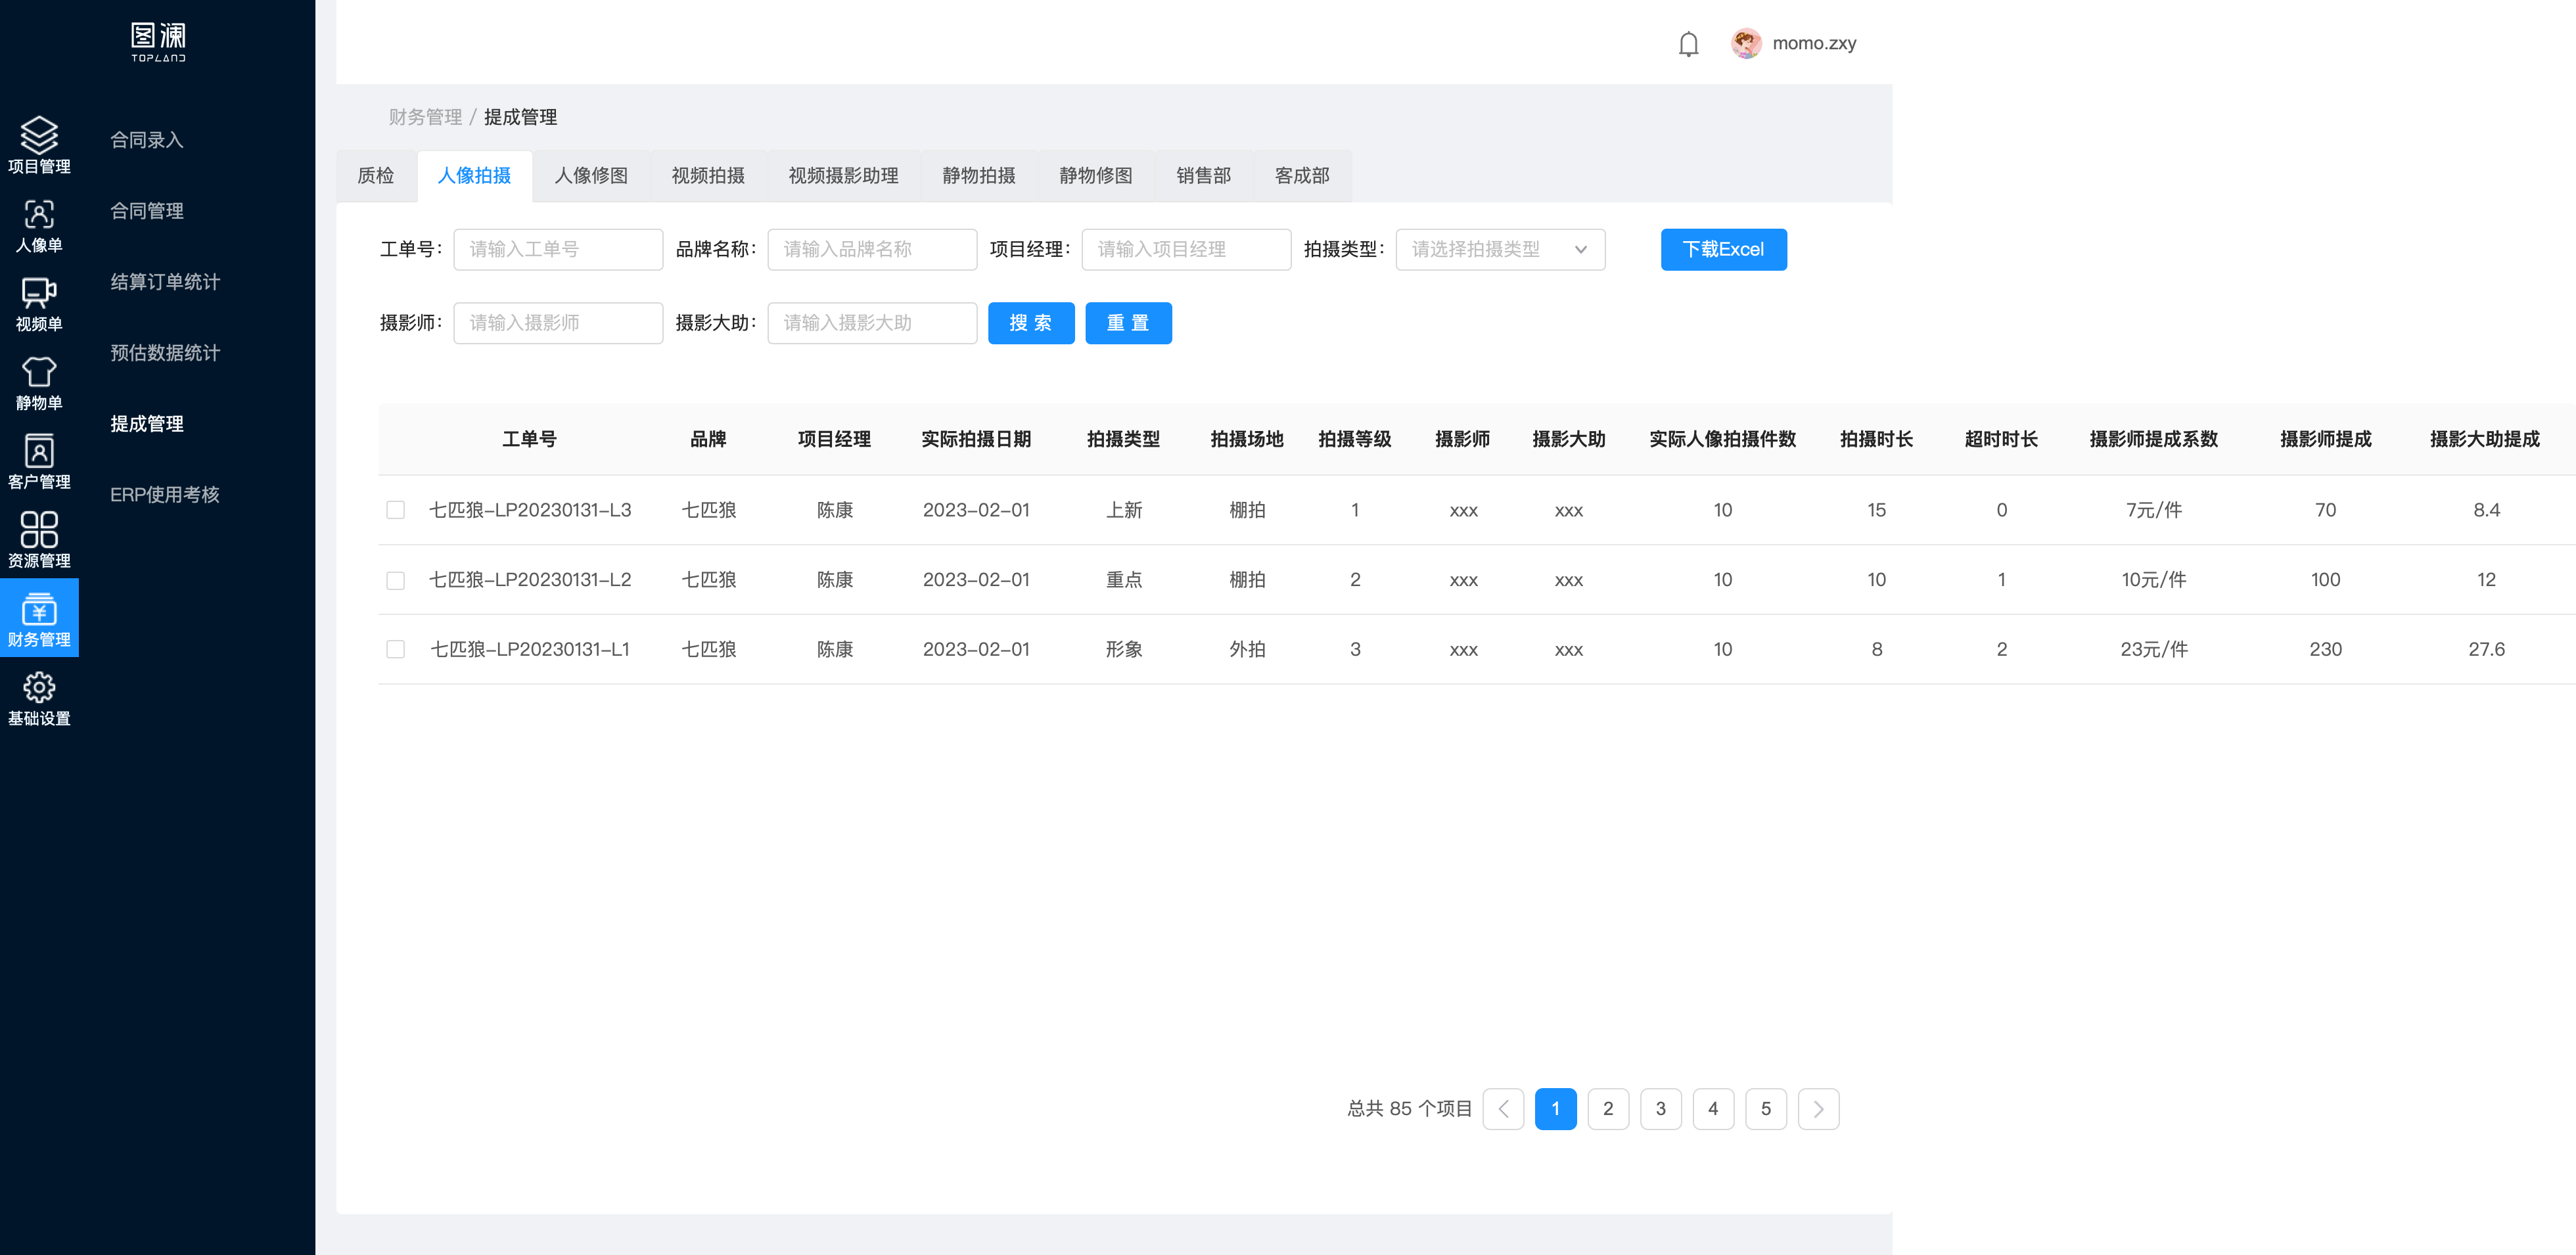 图澜
TOPLAND
momo.zxy
项目管理
人像单
视频单
静物单
客户管理
资源管理
财务管理
基础设置
合同录入
合同管理
结算订单统计
预估数据统计
提成管理
ERP使用考核
财务管理 / 提成管理
质检 人像拍摄 人像修图 视频拍摄 视频摄影助理 静物拍摄 静物修图 销售部 客成部
工单号: 请输入工单号 品牌名称: 请输入品牌名称 项目经理: 请输入项目经理 拍摄类型: 请选择拍摄类型 下载Excel
摄影师: 请输入摄影师 摄影大助: 请输入摄影大助 搜 索 重 置
工单号 品牌 项目经理 实际拍摄日期 拍摄类型 拍摄场地 拍摄等级 摄影师 摄影大助 实际人像拍摄件数 拍摄时长 超时时长 摄影师提成系数 摄影师提成 摄影大助提成
七匹狼-LP20230131-L3 七匹狼 陈康 2023-02-01 上新 棚拍 1 xxx xxx 10 15 0 7元/件 70 8.4
七匹狼-LP20230131-L2 七匹狼 陈康 2023-02-01 重点 棚拍 2 xxx xxx 10 10 1 10元/件 100 12
七匹狼-LP20230131-L1 七匹狼 陈康 2023-02-01 形象 外拍 3 xxx xxx 10 8 2 23元/件 230 27.6
总共 85 个项目 1 2 3 4 5